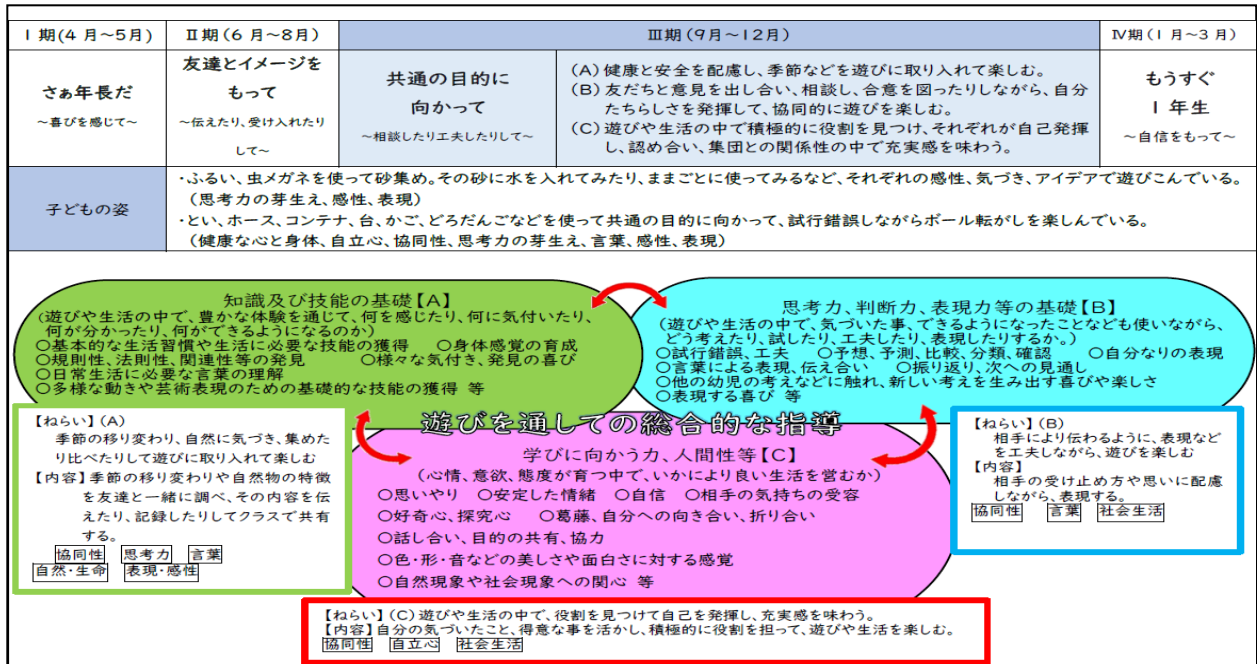 Ⅰ期(4月~5月)
Ⅱ期(6月~8月)
Ⅲ期(9月~12月)
Ⅳ期(1月~3月)
さぁ年長だ
~喜びを感じて~
友達とイメージを
もって
~伝えたり、受け入れたり
して~
共通の目的に
向かって
~相談したり工夫したりして~
(A)健康と安全を配慮し、季節などを遊びに取り入れて楽しむ。
(B)友だちと意見を出し合い、相談し、合意を図ったりしながら、自分
たちらしさを発揮して、協同的に遊びを楽しむ。
(C)遊びや生活の中で積極的に役割を見つけ、それぞれが自己発揮
し、認め合い、集団との関係性の中で充実感を味わう。
もうすぐ
1年生
~自信をもって~
子どもの姿
・ふるい、虫メガネを使って砂集め。その砂に水を入れてみたり、ままごとに使ってみるなど、それぞれの感性、気づき、アイデアで遊びこんでいる。
(思考力の芽生え、感性、表現)
・とい、ホース、コンテナ、台、かご、どろだんごなどを使って共通の目的に向かって、試行錯誤しながらボール転がしを楽しんでいる。
(健康な心と身体、自立心、協同性、思考力の芽生え、言葉、感性、表現)
知識及び技能の基礎【A】
(遊びや生活の中で、豊かな体験を通じて、何を感じたり、何に気付いたり、
何が分かったり、何ができるようになるのか)
○基本的な生活習慣や生活に必要な技能の獲得 ○身体感覚の育成
○規則性、法則性、関連性等の発見 ○様々な気付き、発見の喜び
○日常生活に必要な言葉の理解
○多様な動きや芸術表現のための基礎的な技能の獲得 等
思考力、判断力、表現力等の基礎【B】
(遊びや生活の中で、気づいた事、できるようになったことなども使いながら、
どう考えたり、試したり、工夫したり、表現したりするか。)
○試行錯誤、工夫 ○予想、予測、比較、分類、確認 ○自分なりの表現
○言葉による表現、伝え合い ○振り返り、次への見通し
○他の幼児の考えなどに触れ、新しい考えを生み出す喜びや楽しさ
○表現する喜び 等
遊びを通しての総合的な指導
学びに向かう力、人間性等【C】
(心情、意欲、態度が育つ中で、いかにより良い生活を営むか)
○思いやり ○安定した情緒 ○自信 ○相手の気持ちの受容
○好奇心、探究心 ○葛藤、自分への向き合い、折り合い
○話し合い、目的の共有、協力
○色・形・音などの美しさや面白さに対する感覚
○自然現象や社会現象への関心 等
【ねらい】(A)
季節の移り変わり、自然に気づき、集めた
り比べたりして遊びに取り入れて楽しむ
【内容】季節の移り変わりや自然物の特徴
を友達と一緒に調べ、その内容を伝
えたり、記録したりしてクラスで共有
する。
協同性 思考力 言葉
自然・生命 表現・感性
【ねらい】(B)
相手により伝わるように、表現など
を工夫しながら、遊びを楽しむ
【内容】
相手の受け止め方や思いに配慮
しながら、表現する。
協同性 言葉 社会生活
【ねらい】(C)遊びや生活の中で、役割を見つけて自己を発揮し、充実感を味わう。
【内容】自分の気づいたこと、得意な事を活かし、積極的に役割を担って、遊びや生活を楽しむ。
協同性 自立心 社会生活